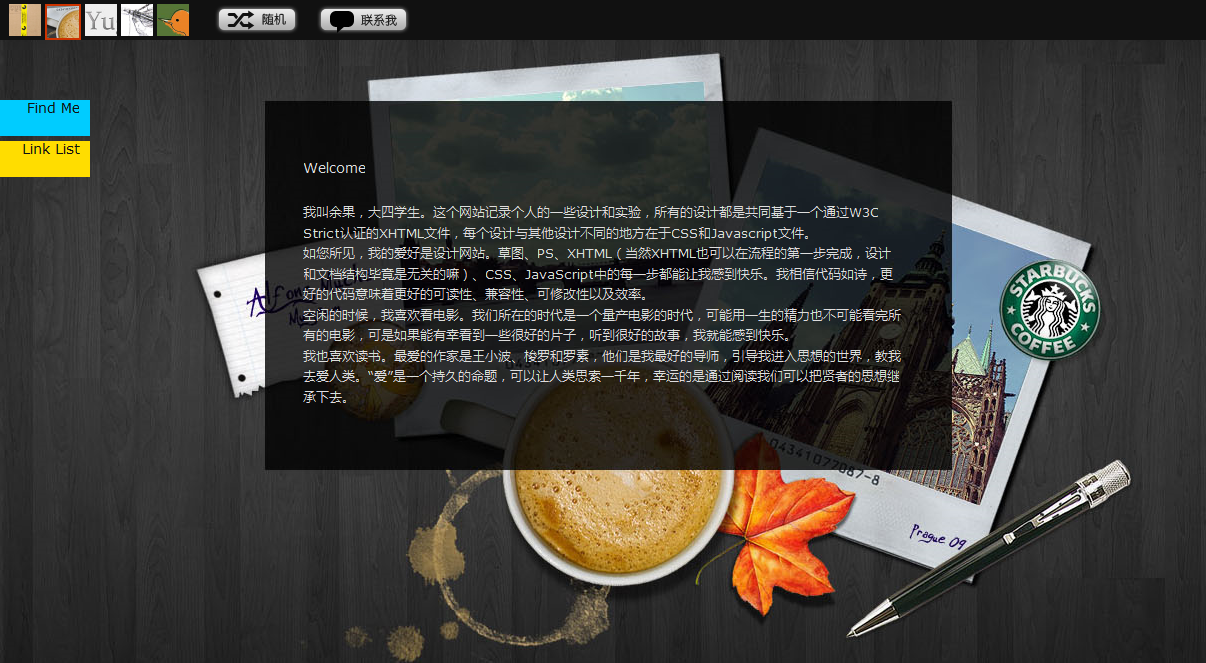 Yu
随机
联系我
Find Me
Link List
Welcome
我叫余果，大四学生。这个网站记录个人的一些设计和实验，所有的设计都是共同基于一个通过W3C
Strict认证的XHTML文件，每个设计与其他设计不同的地方在于CSS和Javascript文件。
如您所见，我的爱好是设计网站。草图、PS、XHTML（当然XHTML也可以在流程的第一步完成，设计
和文档结构毕竟是无关的嘛）、CSS、JavaScript中的每一步都能让我感到快乐。我相信代码如诗，更
好的代码意味着更好的可读性、兼容性、可修改性以及效率。
空闲的时候，我喜欢看电影。我们所在的时代是一个量产电影的时代，可能用一生的精力也不可能看完所
有的电影，可是如果能有幸看到一些很好的片子，听到很好的故事，我就能感到快乐。
我也喜欢读书。最爱的作家是王小波、梭罗和罗素，他们是我最好的导师，引导我进入思想的世界，教我
去爱人类。“爱”是一个持久的命题，可以让人类思索一千年，幸运的是通过阅读我们可以把贤者的思想继
承下去。
STARBUCKS
COFFEE
04341077087-8
Prague 09